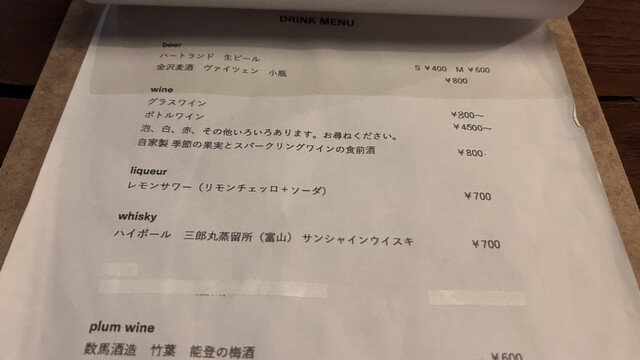 DRINK MENU
beer
ハートランド 生ビール S ¥400 M ¥600
金沢麦酒 ヴァイツェン 小瓶 ¥800
wine
グラスワイン ¥800～
ボトルワイン ¥4500～
泡、白、赤、その他いろいろあります。お尋ねください。
自家製 季節の果実とスパークリングワインの食前酒 ¥800-
liqueur
レモンサワー（リモンチェッロ＋ソーダ） ¥700
whisky
ハイボール 三郎丸蒸留所（富山） サンシャインウイスキ ¥700
plum wine
数馬酒造 竹葉 能登の梅酒 ¥600